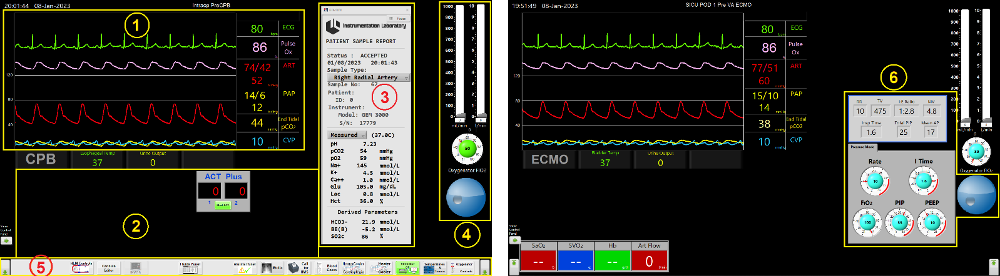 20:01:44 08-Jan-2023
Intraop PreCPB
1
120
80
40
80 bpm ECG
86 % Pulse Ox
74/42 ART
52 mmHg
14/6 PAP
12 mmHg
44 mmHg End Tidal pCO2
10 mmHg CVP
CPB
Esophageal Temp
37
Urine Output
0
ACT Plus
0 0
1 Start ACT 2
2
Show
Control
Panel
GEM3000
Pause
Instrumentation Laboratory
PATIENT SAMPLE REPORT
Status : ACCEPTED
01/08/2023 20:01:43
Sample Type:
Right Radial Artery
Sample No: 67
3
Patient:
ID: 0
Instrument:
Model: GEM 3000
S/N: 17779
Measured (37.0C)
pH 7.23
pCO2 54 mmHg
pO2 59 mmHg
Na+ 145 mmol/L
K+ 4.5 mmol/L
Ca++ 1.0 mmol/L
Glu 105.0 mg/dL
Lac 0.8 mmol/L
Hct 36.0 %
Derived Parameters
HCO3- 21.9 mmol/L
BE(B) -5.2 mmol/L
SO2c 86 %
1000 10
900 9
800 8
700 7
600 6
500 5
400 4
300 3
200 2
100 1
0 0
0 0
mL/min L/min
50
Oxygenator FIO2
4
5
HLM Controls
Cannula Editor
INVOS
Fluids Panel
Alarms Panel
Media
Call for HMS
Blood Gases
HeaterCooler Cardioplegia
Heater Cooler
Ventilator ON
Temperatures & Timers
Oxygenator Controls
19:51:49 08-Jan-2023
SICU POD 1 Pre VA ECMO
120
80
40
80 bpm ECG
86 % Pulse Ox
77/51 ART
60 mmHg
15/10 PAP
14 mmHg
38 mmHg End Tidal pCO2
10 mmHg CVP
ECMO
Bladder Temp
37
Urine Output
0
Show
Control
Panel
SaO2 SVO2 Hb Art Flow
-- % -- % -- g/dl 0 l/min
6
RR TV I:E Ratio MV
10 475 1:2.8 4.8
Insp Time Total PIP Mean AP
1.6 25 17
Pressure Mode
Rate I Time
10 1.6
FiO2 PIP PEEP
100 35 10
1000 10
900 9
800 8
700 7
600 6
500 5
400 4
300 3
200 2
100 1
0 0
0 0
mL/min L/min
89
Oxygenator FIO2